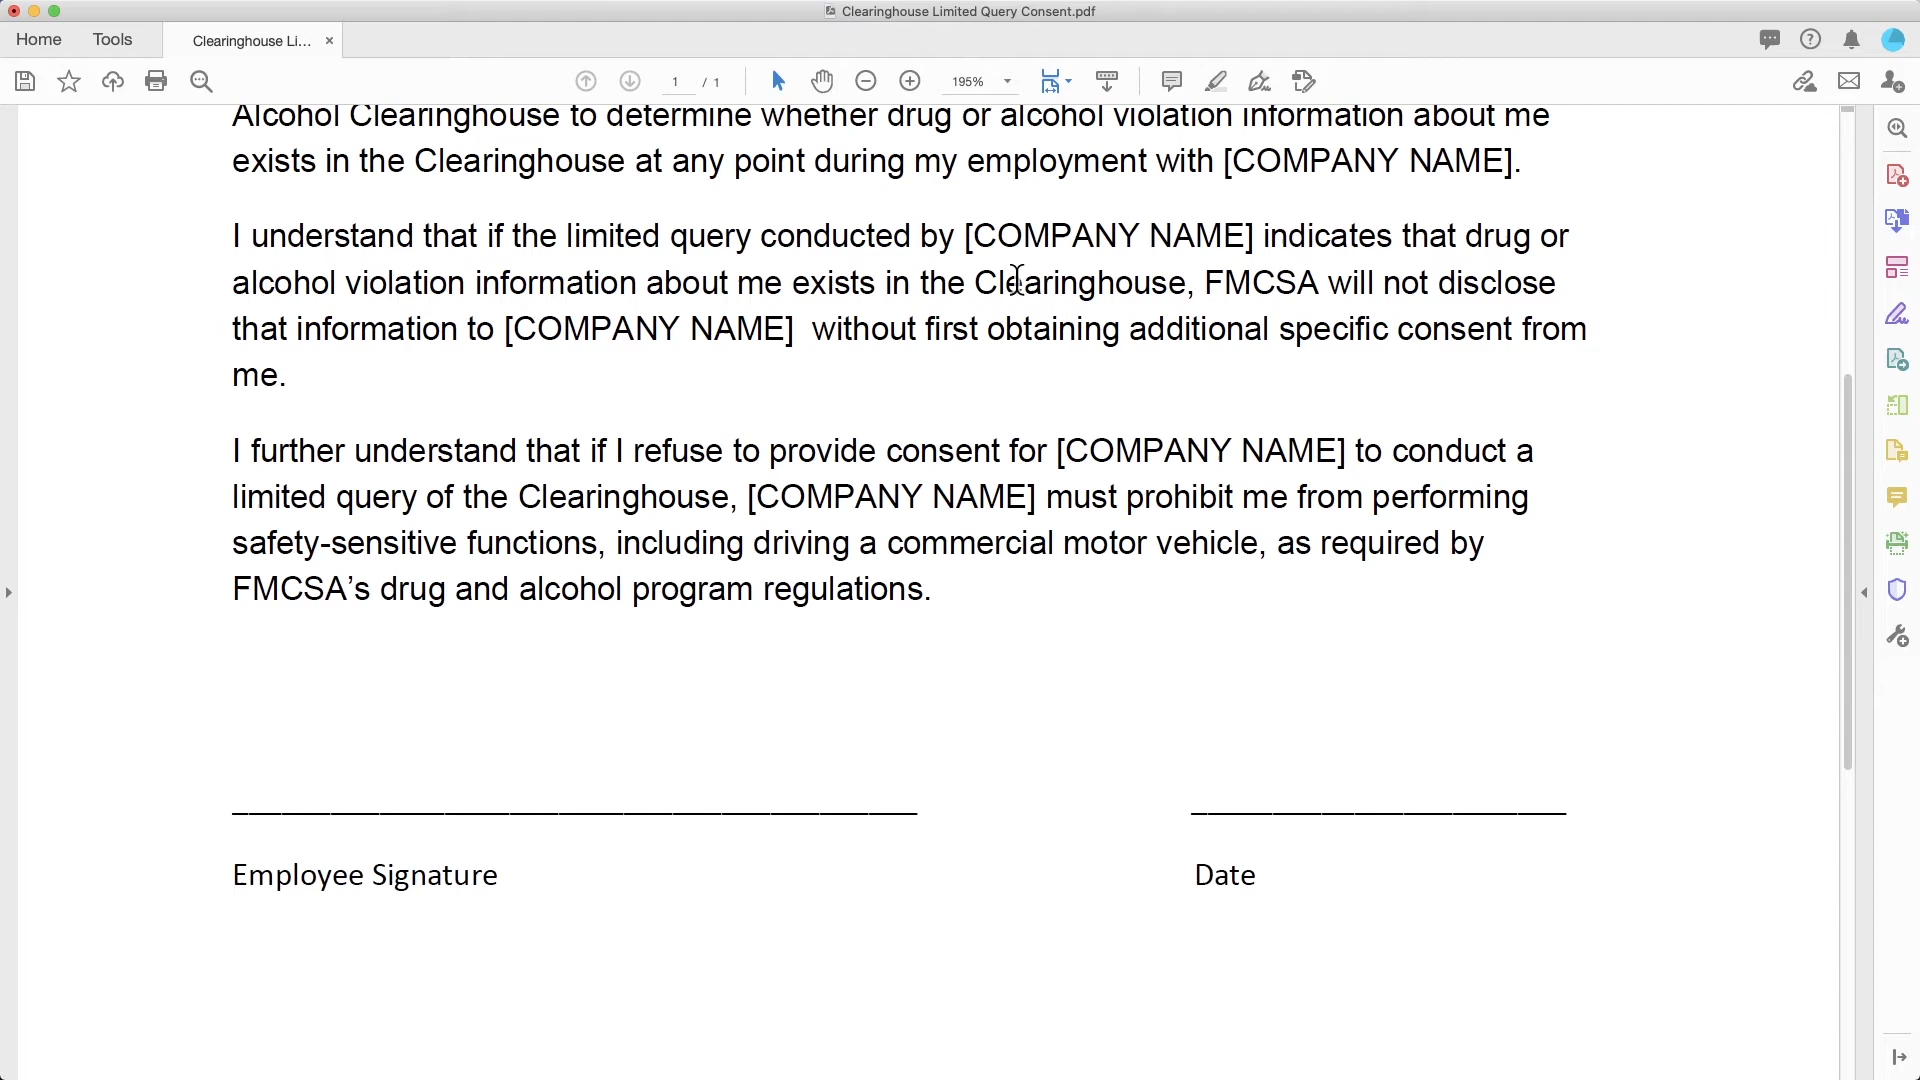 Clearinghouse Limited Query Consent.pdf
Home
Tools
Clearinghouse Li... ×
1 / 1
195%
Alcohol Clearinghouse to determine whether drug or alcohol violation information about me
exists in the Clearinghouse at any point during my employment with [COMPANY NAME].
I understand that if the limited query conducted by [COMPANY NAME] indicates that drug or
alcohol violation information about me exists in the Clearinghouse, FMCSA will not disclose
that information to [COMPANY NAME]  without first obtaining additional specific consent from
me.
I further understand that if I refuse to provide consent for [COMPANY NAME] to conduct a
limited query of the Clearinghouse, [COMPANY NAME] must prohibit me from performing
safety-sensitive functions, including driving a commercial motor vehicle, as required by
FMCSA’s drug and alcohol program regulations.
Employee Signature
Date